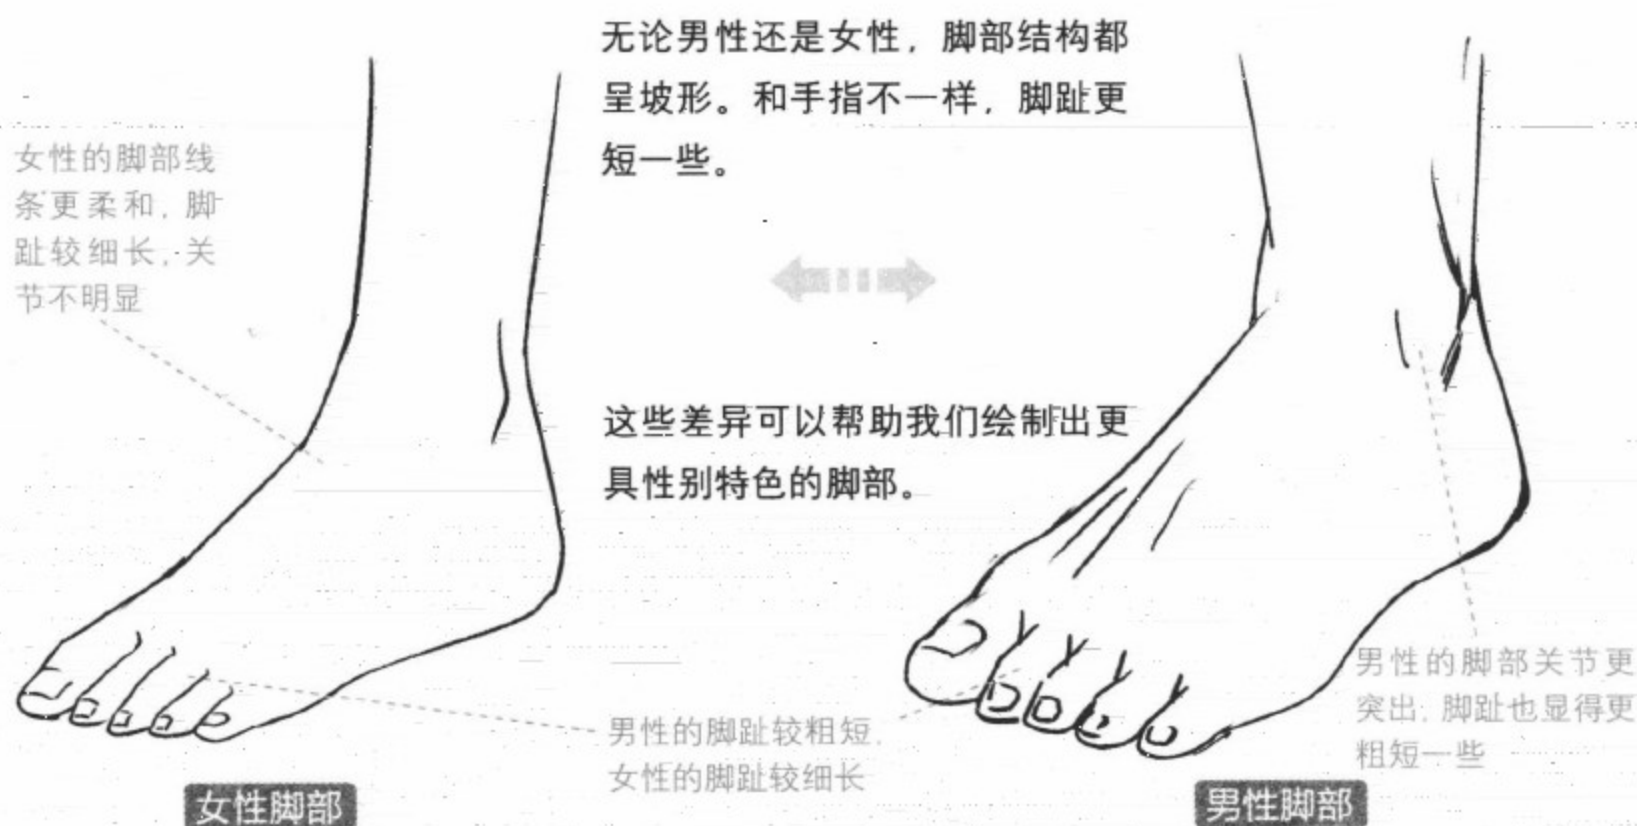 无论男性还是女性，脚部结构都
呈坡形。和手指不一样，脚趾更
短一些。
女性的脚部线
条更柔和，脚
趾较细长，关
节不明显
这些差异可以帮助我们绘制出更
具性别特色的脚部。
男性的脚部关节更
突出，脚趾也显得更
粗短一些
男性的脚趾较粗短，
女性的脚趾较细长
女性脚部
男性脚部